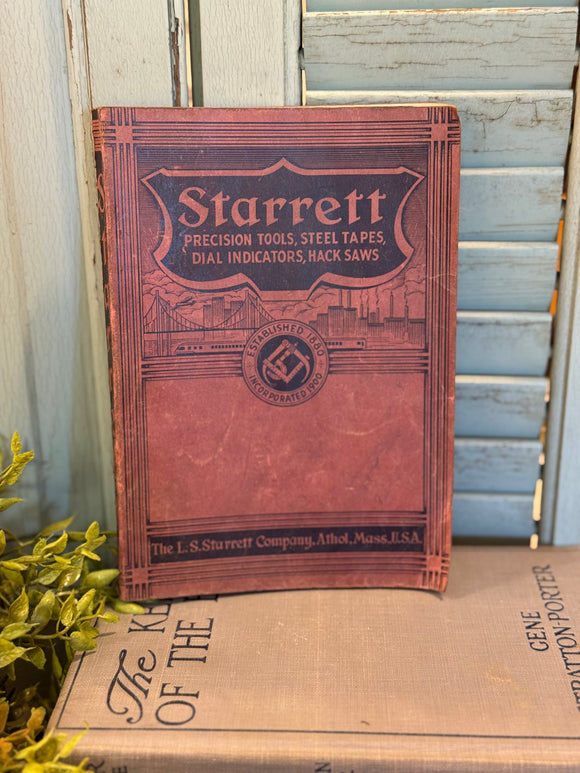 Starrett
PRECISION TOOLS, STEEL TAPES,
DIAL INDICATORS, HACK SAWS
ESTABLISHED 1880
INCORPORATED 1900
The L.S. Starrett Company, Athol, Mass. U.S.A.
The
OF THE
GENE
STRATTON-PORTER